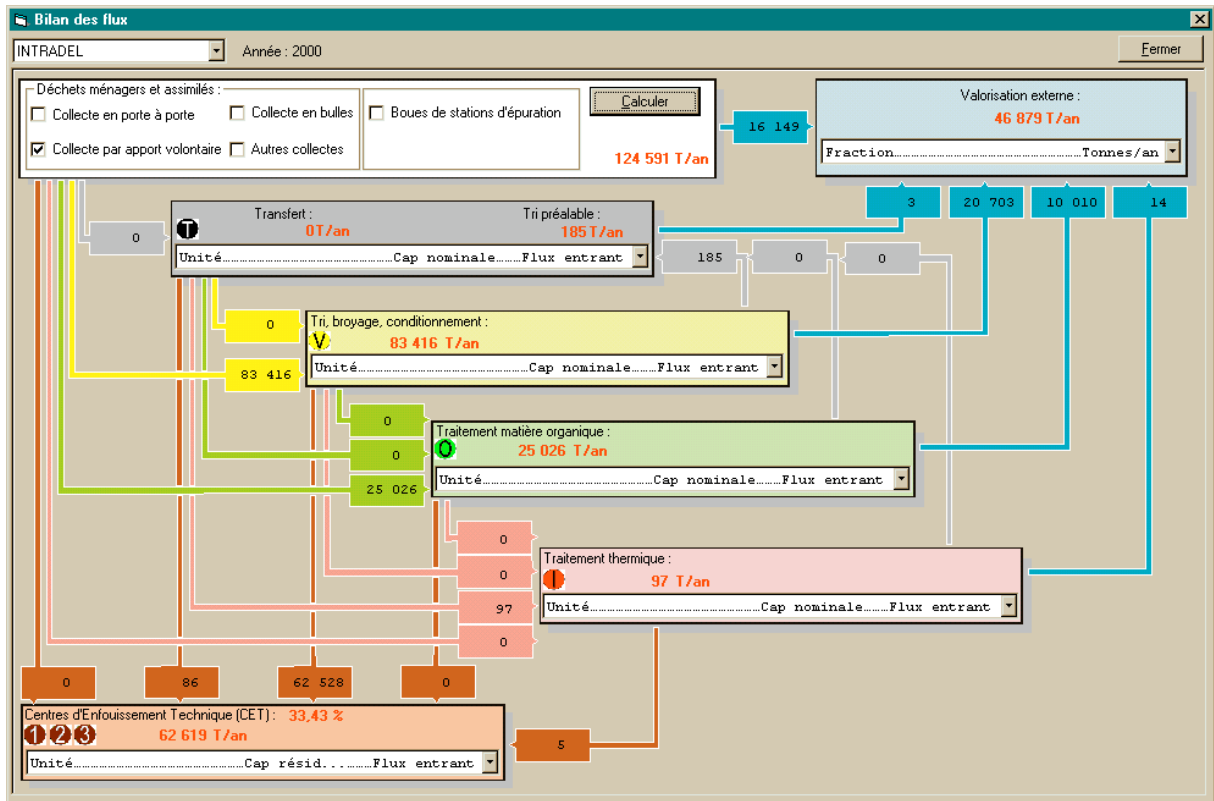 Bilan des flux
INTRADEL
Année : 2000
Fermer
Déchets ménagers et assimilés :
Collecte en porte à porte
Collecte en bulles
Collecte par apport volontaire
Autres collectes
Boues de stations d'épuration
Calculer
124 591 T/an
16 149
Valorisation externe :
46 879 T/an
Fraction.....Tonnes/an
3
20 703
10 010
14
0
Transfert :
0T/an
Tri préalable :
185 T/an
T
Unité.....Cap nominale.....Flux entrant
185
0
0
0
83 416
Tri, broyage, conditionnement :
V
83 416 T/an
Unité.....Cap nominale.....Flux entrant
0
0
25 026
Traitement matière organique :
O
25 026 T/an
Unité.....Cap nominale.....Flux entrant
0
0
97
0
Traitement thermique :
I
97 T/an
Unité.....Cap nominale.....Flux entrant
0
86
62 528
0
Centres d'Enfouissement Technique (CET) : 33,43 %
1 2 3
62 619 T/an
Unité.....Cap résid........Flux entrant
5